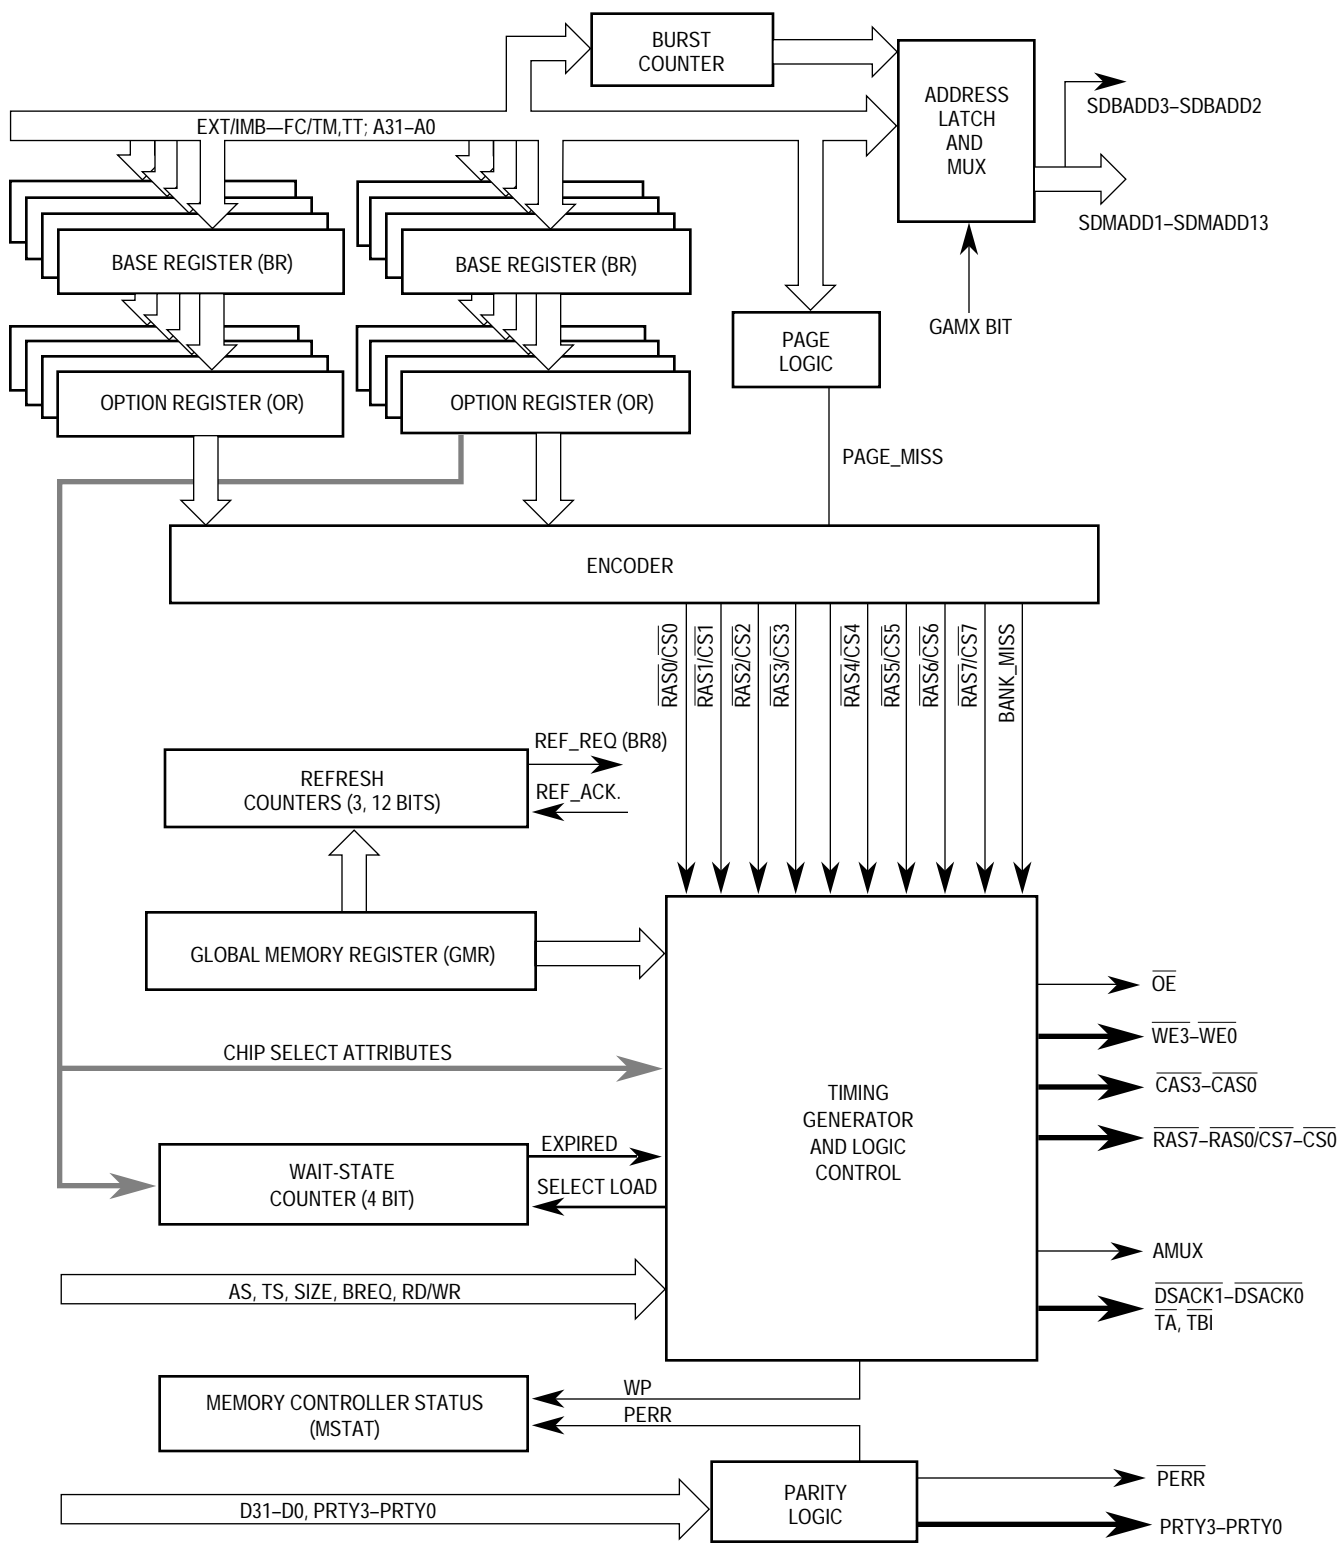 BURST
COUNTER
ADDRESS
LATCH
AND
MUX
SDBADD3–SDBADD2
EXT/IMB—FC/TM,TT; A31–A0
SDMADD1–SDMADD13
BASE REGISTER (BR)
BASE REGISTER (BR)
GAMX BIT
PAGE
LOGIC
OPTION REGISTER (OR)
OPTION REGISTER (OR)
PAGE_MISS
ENCODER
RAS0/CS0
RAS1/CS1
RAS2/CS2
RAS3/CS3
RAS4/CS4
RAS5/CS5
RAS6/CS6
RAS7/CS7
BANK_MISS
REF_REQ (BR8)
REFRESH
COUNTERS (3, 12 BITS)
REF_ACK.
GLOBAL MEMORY REGISTER (GMR)
OE
WE3–WE0
CHIP SELECT ATTRIBUTES
CAS3–CAS0
TIMING
GENERATOR
AND LOGIC
CONTROL
RAS7–RAS0/CS7–CS0
EXPIRED
WAIT-STATE
COUNTER (4 BIT)
SELECT LOAD
AMUX
AS, TS, SIZE, BREQ, RD/WR
DSACK1–DSACK0
TA, TBI
WP
MEMORY CONTROLLER STATUS
(MSTAT)
PERR
PERR
PARITY
LOGIC
D31–D0, PRTY3–PRTY0
PRTY3–PRTY0